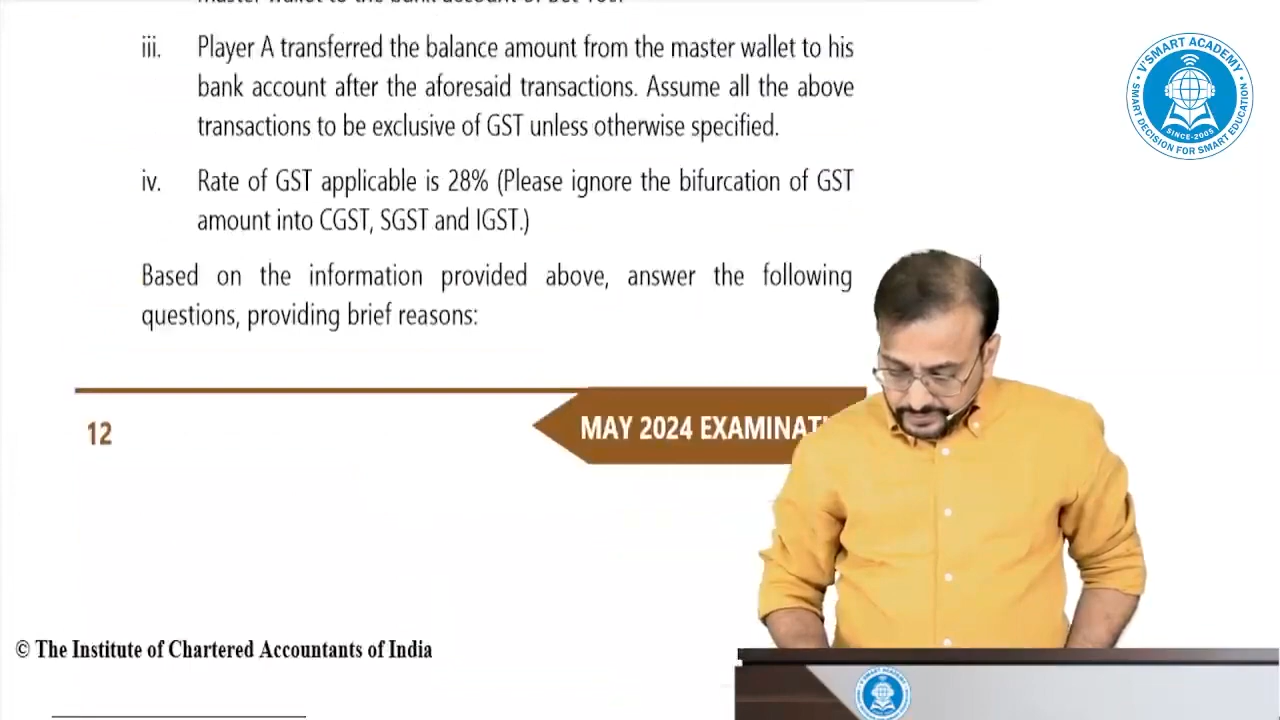 iii. Player A transferred the balance amount from the master wallet to his
bank account after the aforesaid transactions. Assume all the above
transactions to be exclusive of GST unless otherwise specified.
iv. Rate of GST applicable is 28% (Please ignore the bifurcation of GST
amount into CGST, SGST and IGST.)
Based on the information provided above, answer the following
questions, providing brief reasons:
12
MAY 2024
© The Institute of Chartered Accountants of India
V'SMART ACADEMY
SMART DECISION FOR SMART EDUCATION
SINCE-2005